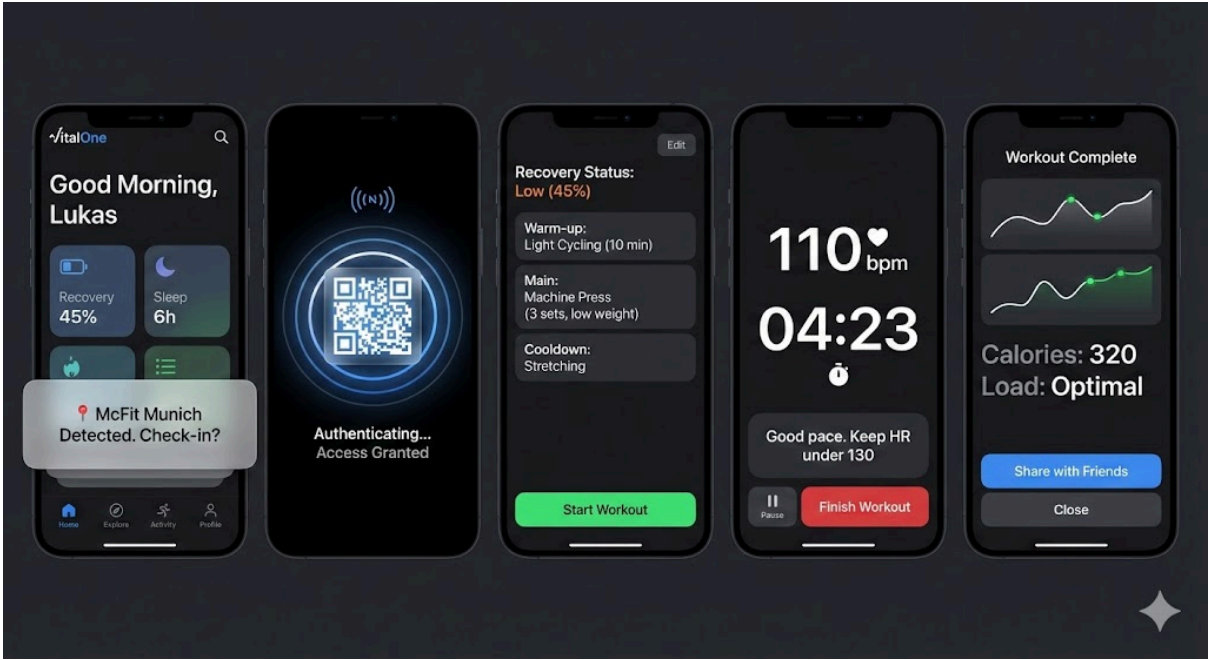 VitalOne
Good Morning,
Lukas
Recovery
45%
Sleep
6h
📍 McFit Munich
Detected. Check-in?
Home
Explore
Activity
Profile
(((N)))
Authenticating...
Access Granted
Edit
Recovery Status:
Low (45%)
Warm-up:
Light Cycling (10 min)
Main:
Machine Press
(3 sets, low weight)
Cooldown:
Stretching
Start Workout
110 bpm
04:23
Good pace. Keep HR
under 130
Pause
Finish Workout
Workout Complete
Calories: 320
Load: Optimal
Share with Friends
Close